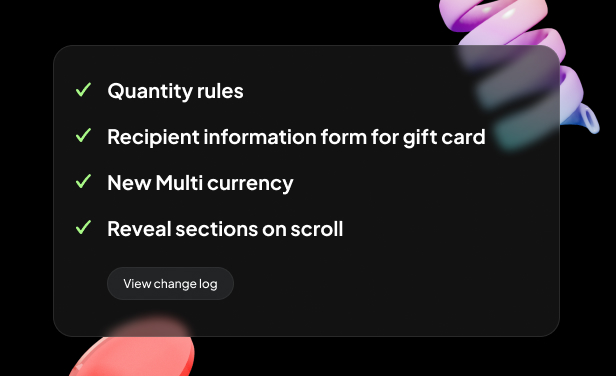 Quantity rules
Recipient information form for gift card
New Multi currency
Reveal sections on scroll
View change log